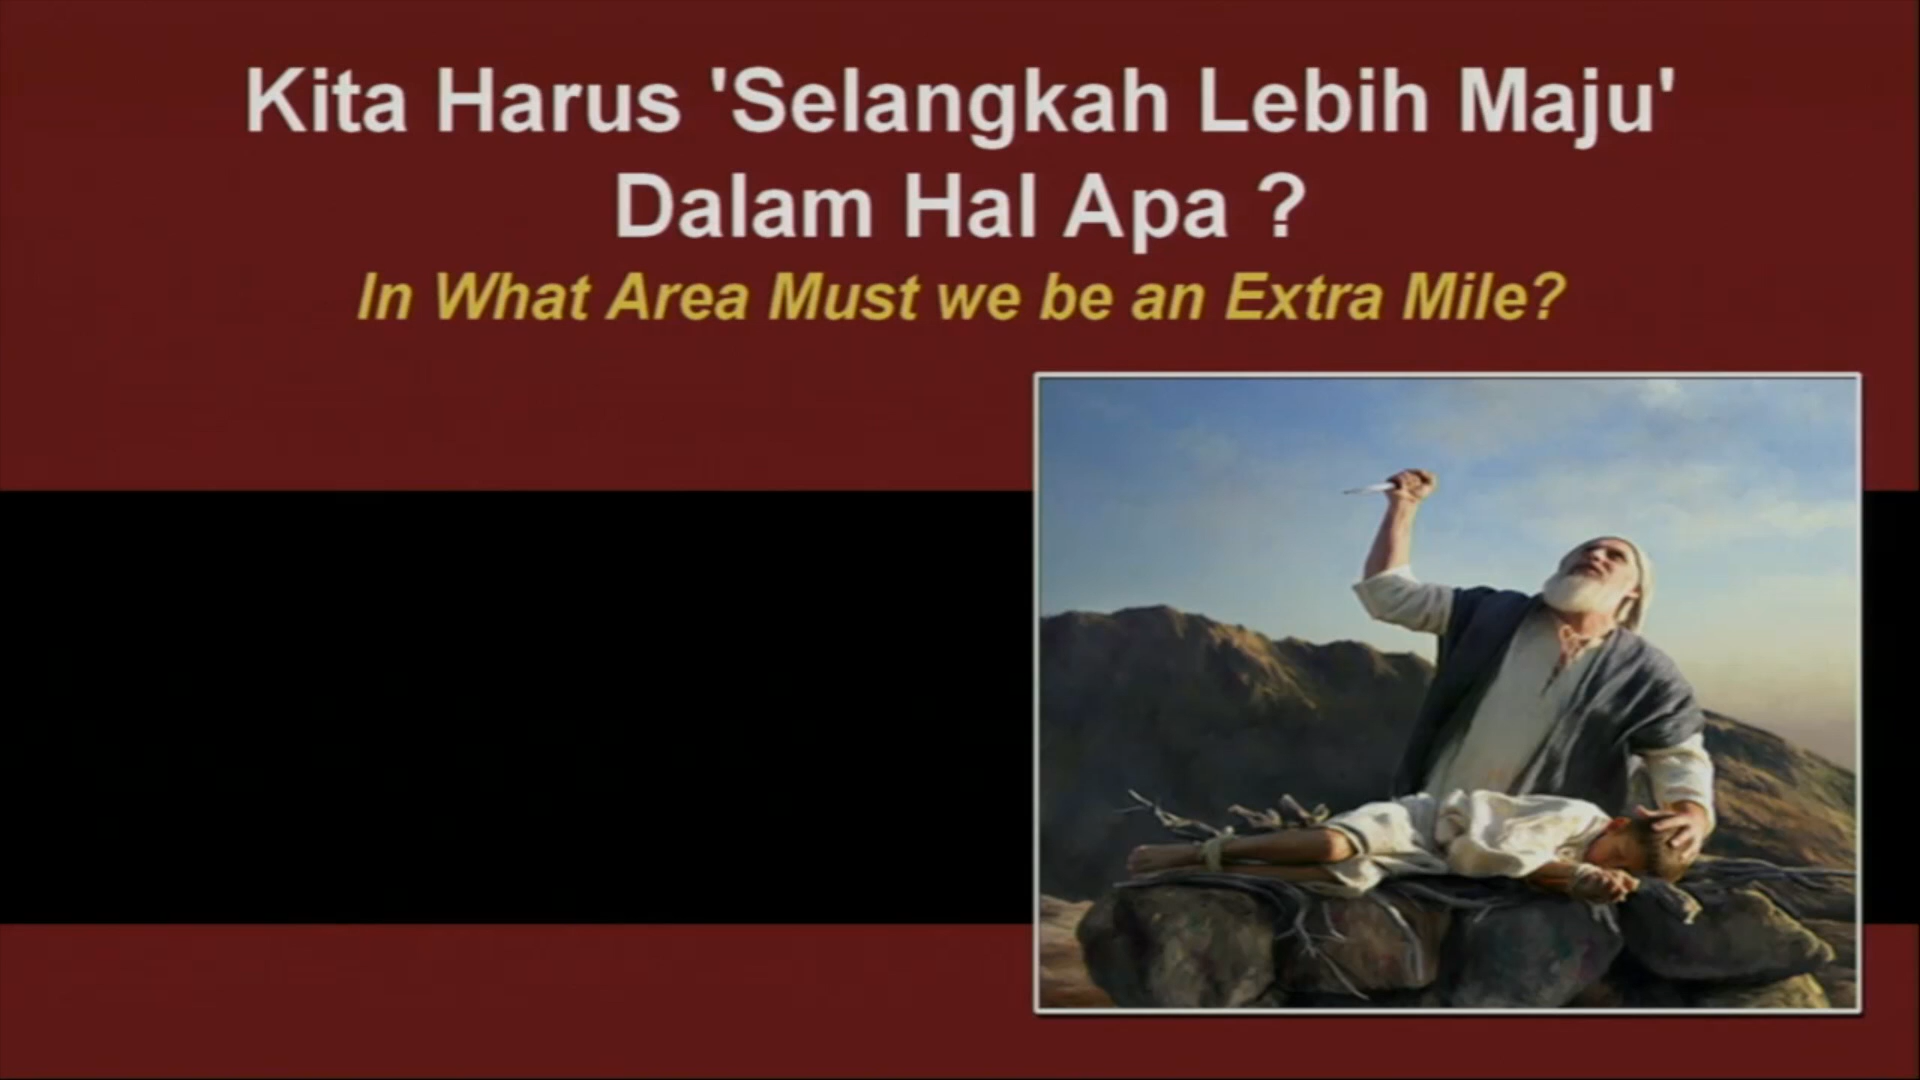 Kita Harus 'Selangkah Lebih Maju'
Dalam Hal Apa ?
In What Area Must we be an Extra Mile?